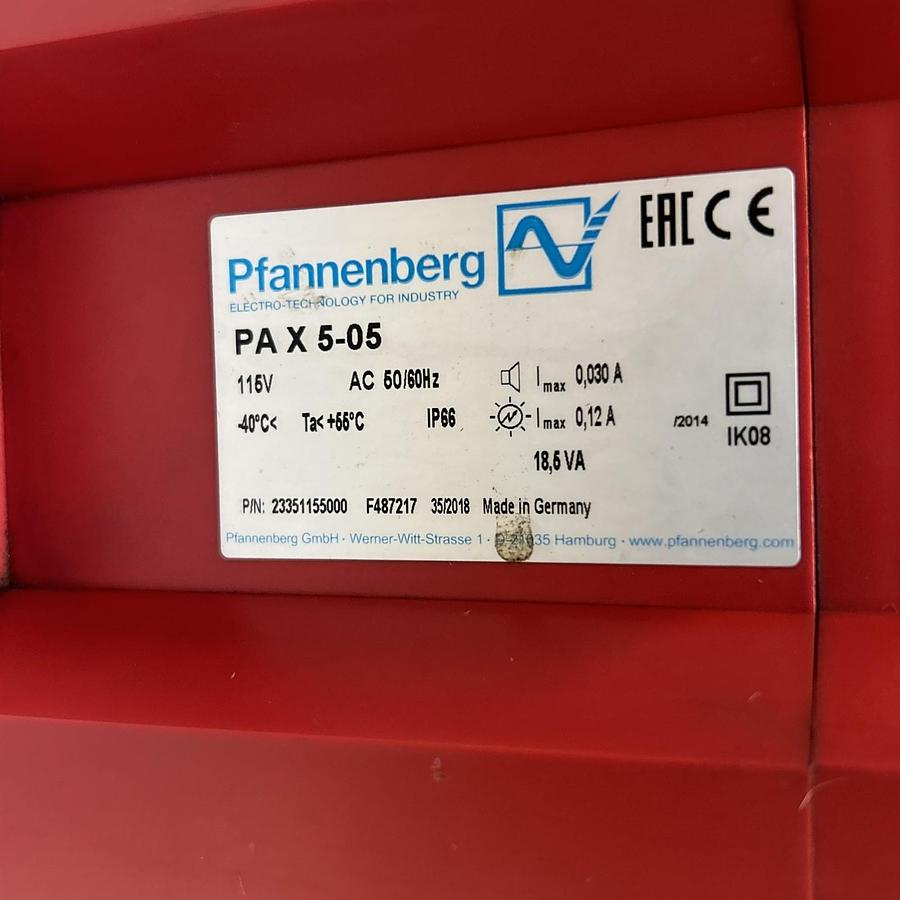 EAC CE
Pfannenberg
ELECTRO-TECHNOLOGY FOR INDUSTRY
PA X 5-05
115V AC 50/60Hz Imax 0,030 A
-40°C< Ta< +55°C IP66 Imax 0,12 A /2014
IK08
18,5 VA
P/N: 23351155000 F487217 35/2018 Made in Germany
Pfannenberg GmbH · Werner-Witt-Strasse 1 · D-21035 Hamburg · www.pfannenberg.com